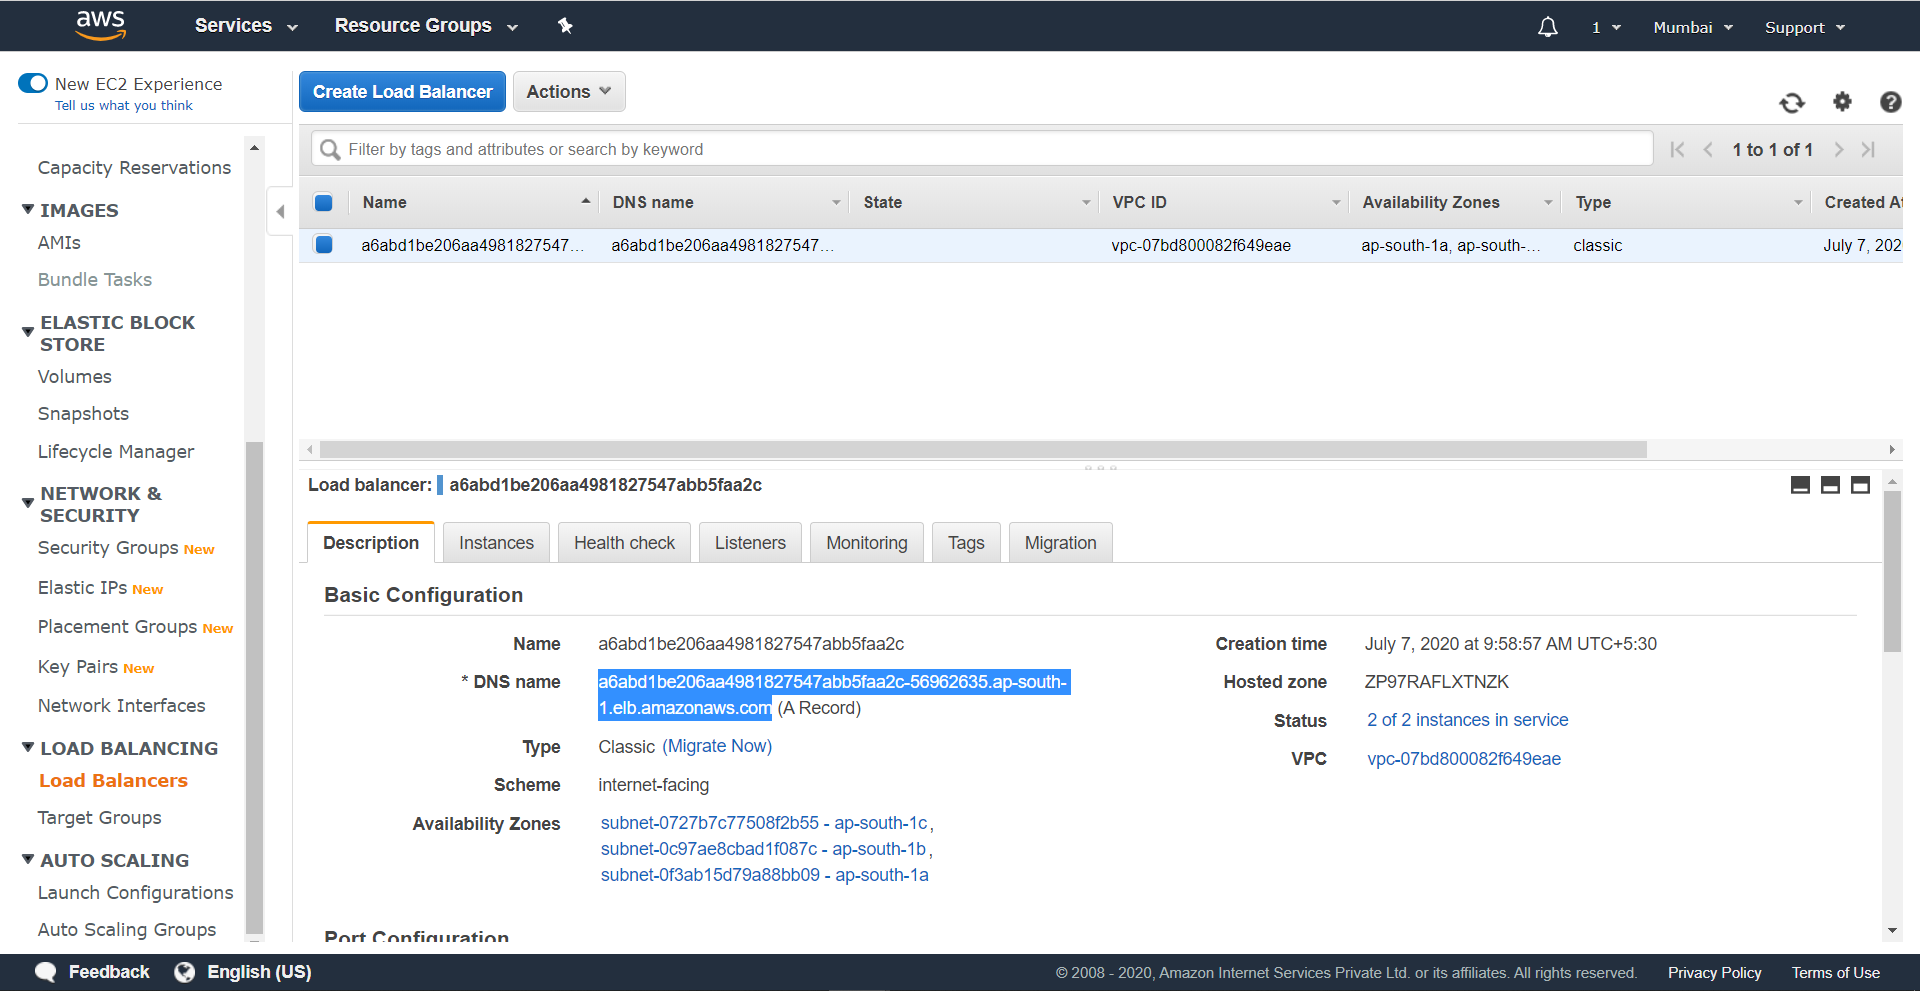 aws Services Resource Groups 1 Mumbai Support
New EC2 Experience
Tell us what you think
Capacity Reservations
IMAGES
AMIs
Bundle Tasks
ELASTIC BLOCK
STORE
Volumes
Snapshots
Lifecycle Manager
NETWORK &
SECURITY
Security Groups New
Elastic IPs New
Placement Groups New
Key Pairs New
Network Interfaces
LOAD BALANCING
Load Balancers
Target Groups
AUTO SCALING
Launch Configurations
Auto Scaling Groups
Create Load Balancer Actions
Filter by tags and attributes or search by keyword 1 to 1 of 1
Name DNS name State VPC ID Availability Zones Type Created At
a6abd1be206aa4981827547... a6abd1be206aa4981827547... vpc-07bd800082f649eae ap-south-1a, ap-south-... classic July 7, 202
Load balancer: a6abd1be206aa4981827547abb5faa2c
Description Instances Health check Listeners Monitoring Tags Migration
Basic Configuration
Name a6abd1be206aa4981827547abb5faa2c
* DNS name a6abd1be206aa4981827547abb5faa2c-56962635.ap-south-
1.elb.amazonaws.com (A Record)
Type Classic (Migrate Now)
Scheme internet-facing
Availability Zones subnet-0727b7c77508f2b55 - ap-south-1c,
subnet-0c97ae8cbad1f087c - ap-south-1b,
subnet-0f3ab15d79a88bb09 - ap-south-1a
Creation time July 7, 2020 at 9:58:57 AM UTC+5:30
Hosted zone ZP97RAFLXTNZK
Status 2 of 2 instances in service
VPC vpc-07bd800082f649eae
Port Configuration
Feedback English (US) © 2008 - 2020, Amazon Internet Services Private Ltd. or its affiliates. All rights reserved. Privacy Policy Terms of Use